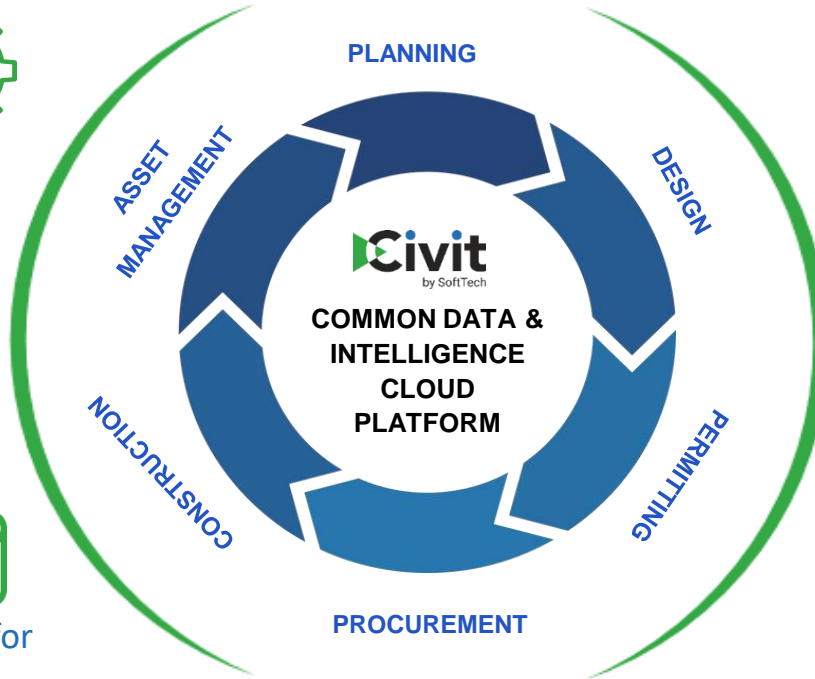 PLANNING
DESIGN
PERMITTING
PROCUREMENT
CONSTRUCTION
ASSET
MANAGEMENT
Civit
by SoftTech
COMMON DATA &
INTELLIGENCE
CLOUD
PLATFORM
for